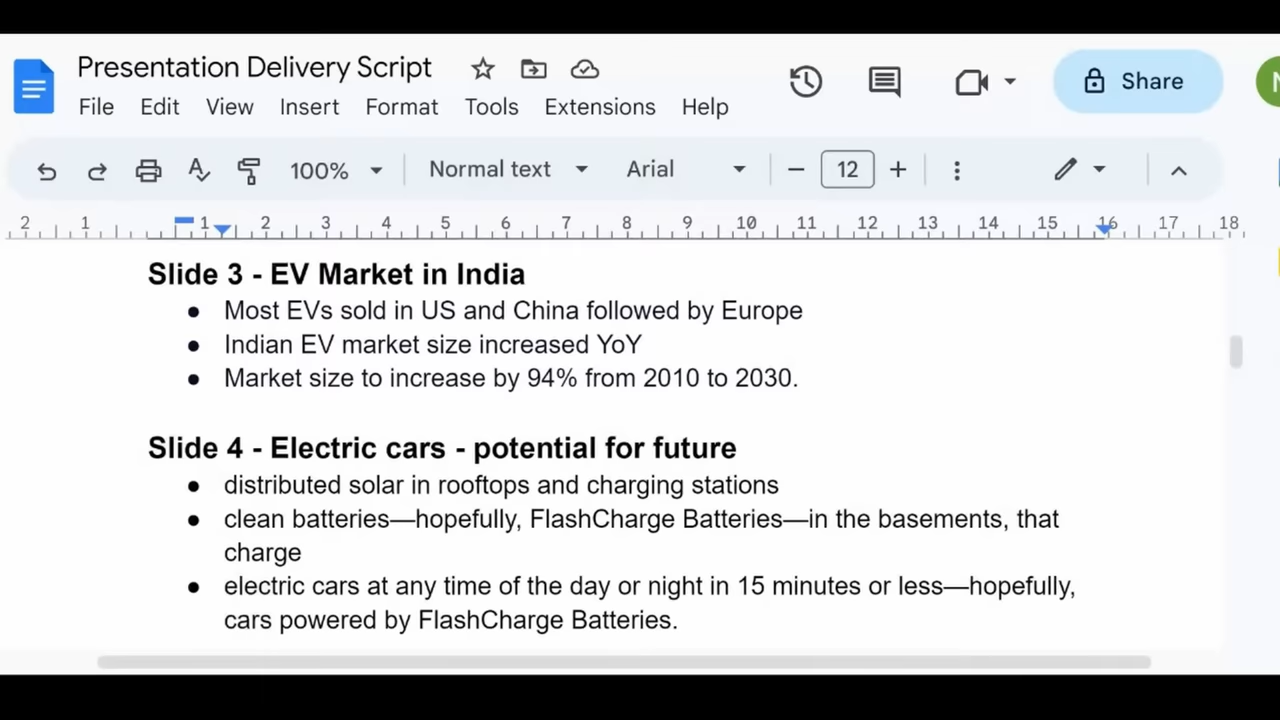 Presentation Delivery Script
File Edit View Insert Format Tools Extensions Help
Share
N
100% Normal text Arial 12
2 1 1 2 3 4 5 6 7 8 9 10 11 12 13 14 15 16 17 18
Slide 3 - EV Market in India
● Most EVs sold in US and China followed by Europe
● Indian EV market size increased YoY
● Market size to increase by 94% from 2010 to 2030.
Slide 4 - Electric cars - potential for future
● distributed solar in rooftops and charging stations
● clean batteries—hopefully, FlashCharge Batteries—in the basements, that
charge
● electric cars at any time of the day or night in 15 minutes or less—hopefully,
cars powered by FlashCharge Batteries.